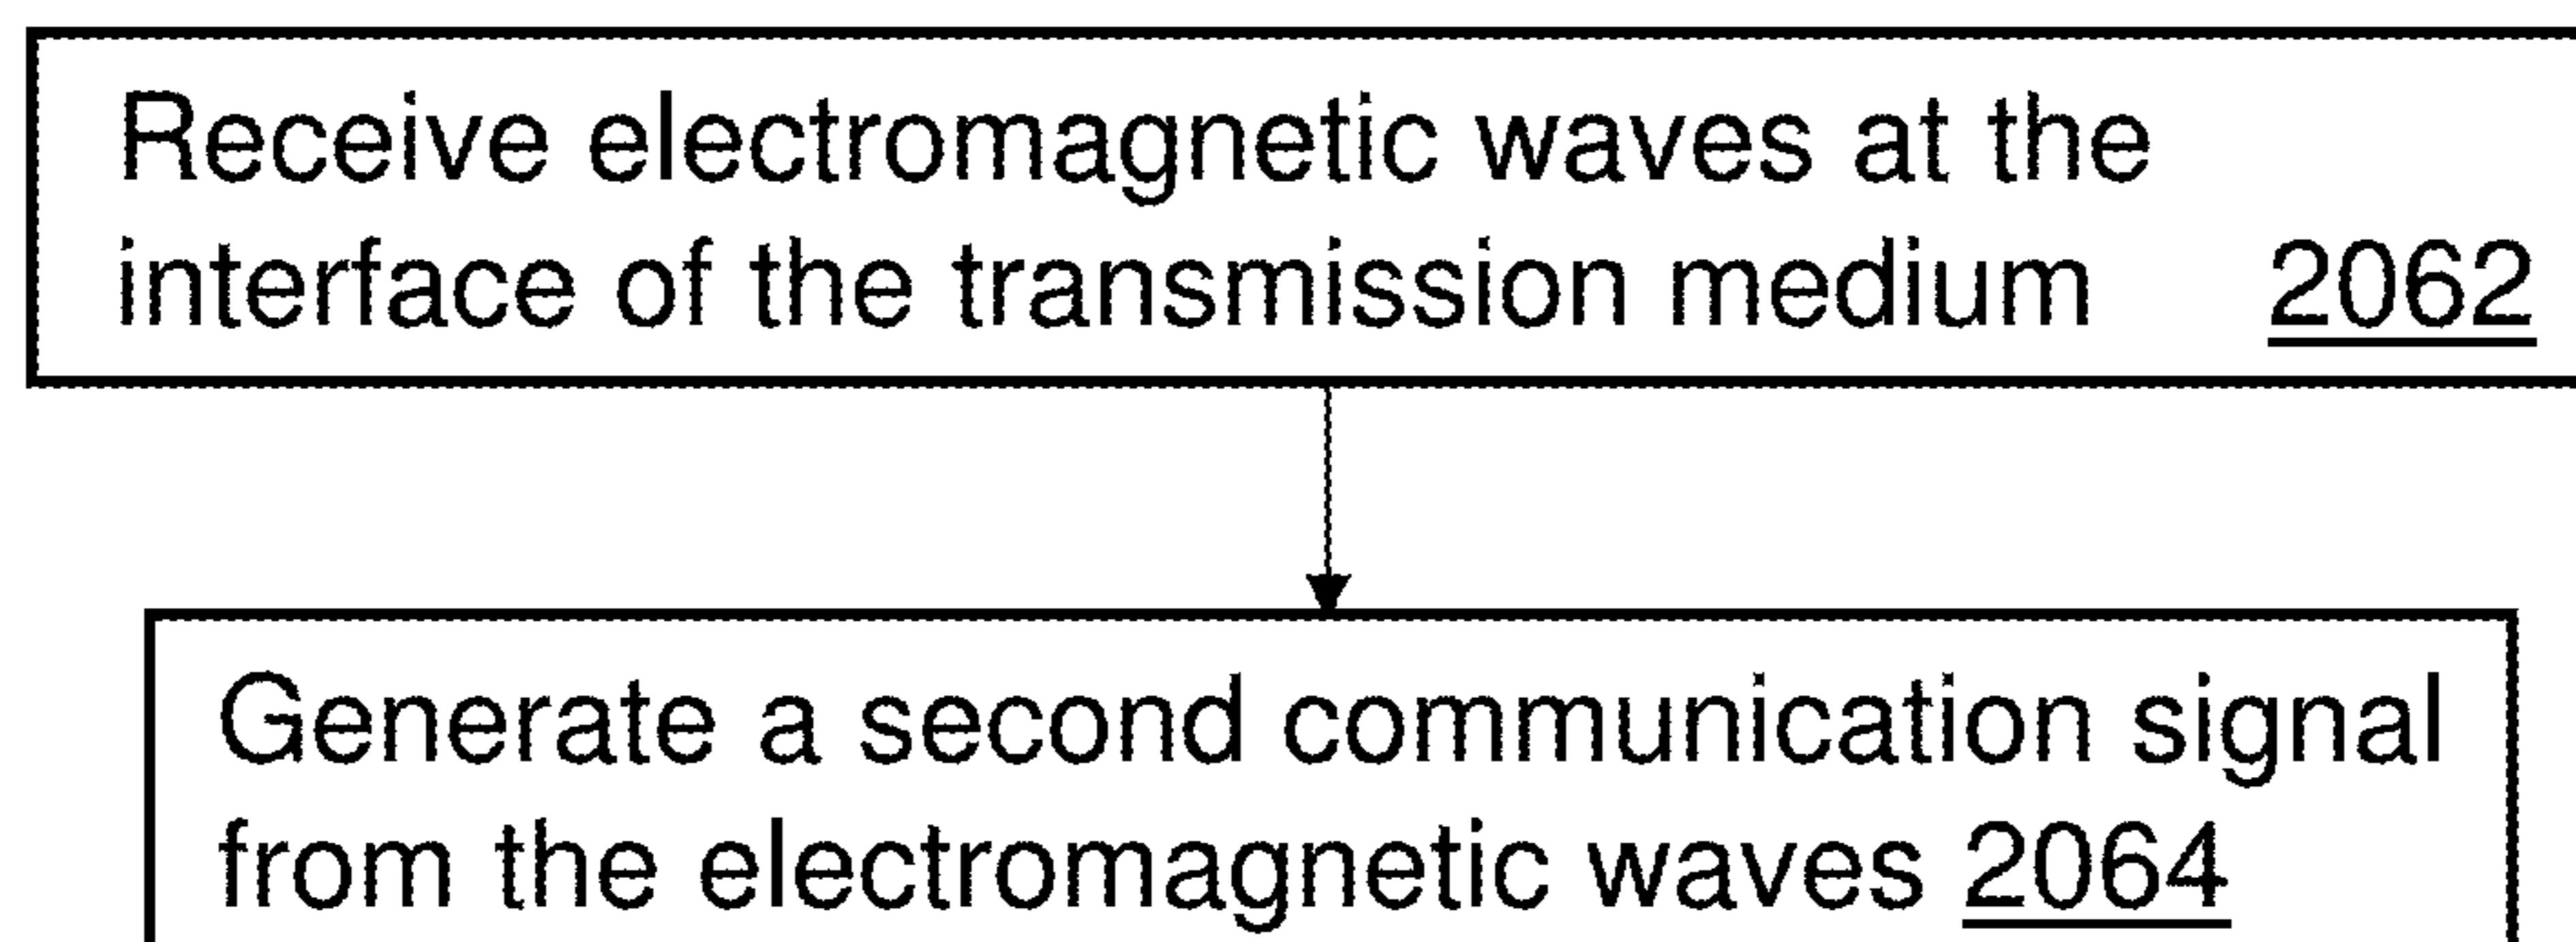 Receive electromagnetic waves at the
interface of the transmission medium 2062
Generate a second communication signal
from the electromagnetic waves 2064